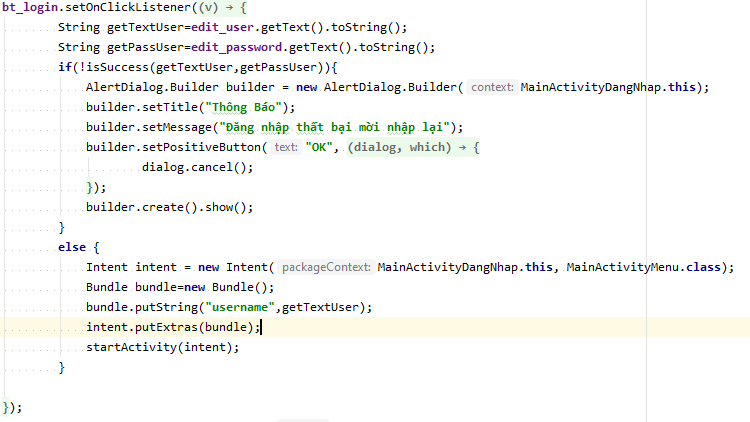 bt_login.setOnClickListener((v) → {
String getTextUser=edit_user.getText().toString();
String getPassUser=edit_password.getText().toString();
if(!isSuccess(getTextUser,getPassUser)){
AlertDialog.Builder builder = new AlertDialog.Builder( context: MainActivityDangNhap.this);
builder.setTitle("Thông Báo");
builder.setMessage("Đăng nhập thất bại mời nhập lại");
builder.setPositiveButton( text: "OK", (dialog, which) → {
dialog.cancel();
});
builder.create().show();
}
else {
Intent intent = new Intent( packageContext: MainActivityDangNhap.this, MainActivityMenu.class);
Bundle bundle=new Bundle();
bundle.putString("username",getTextUser);
intent.putExtras(bundle);
startActivity(intent);
}
});